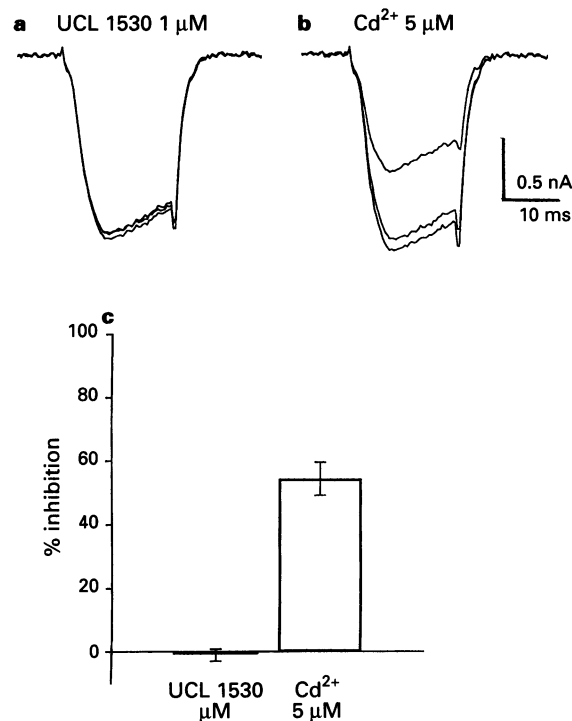 a UCL 1530 1 μM
b Cd²⁺ 5 μM
0.5 nA
10 ms
c
100
80
60
40
20
0
% inhibition
UCL 1530
μM
Cd²⁺
5 μM